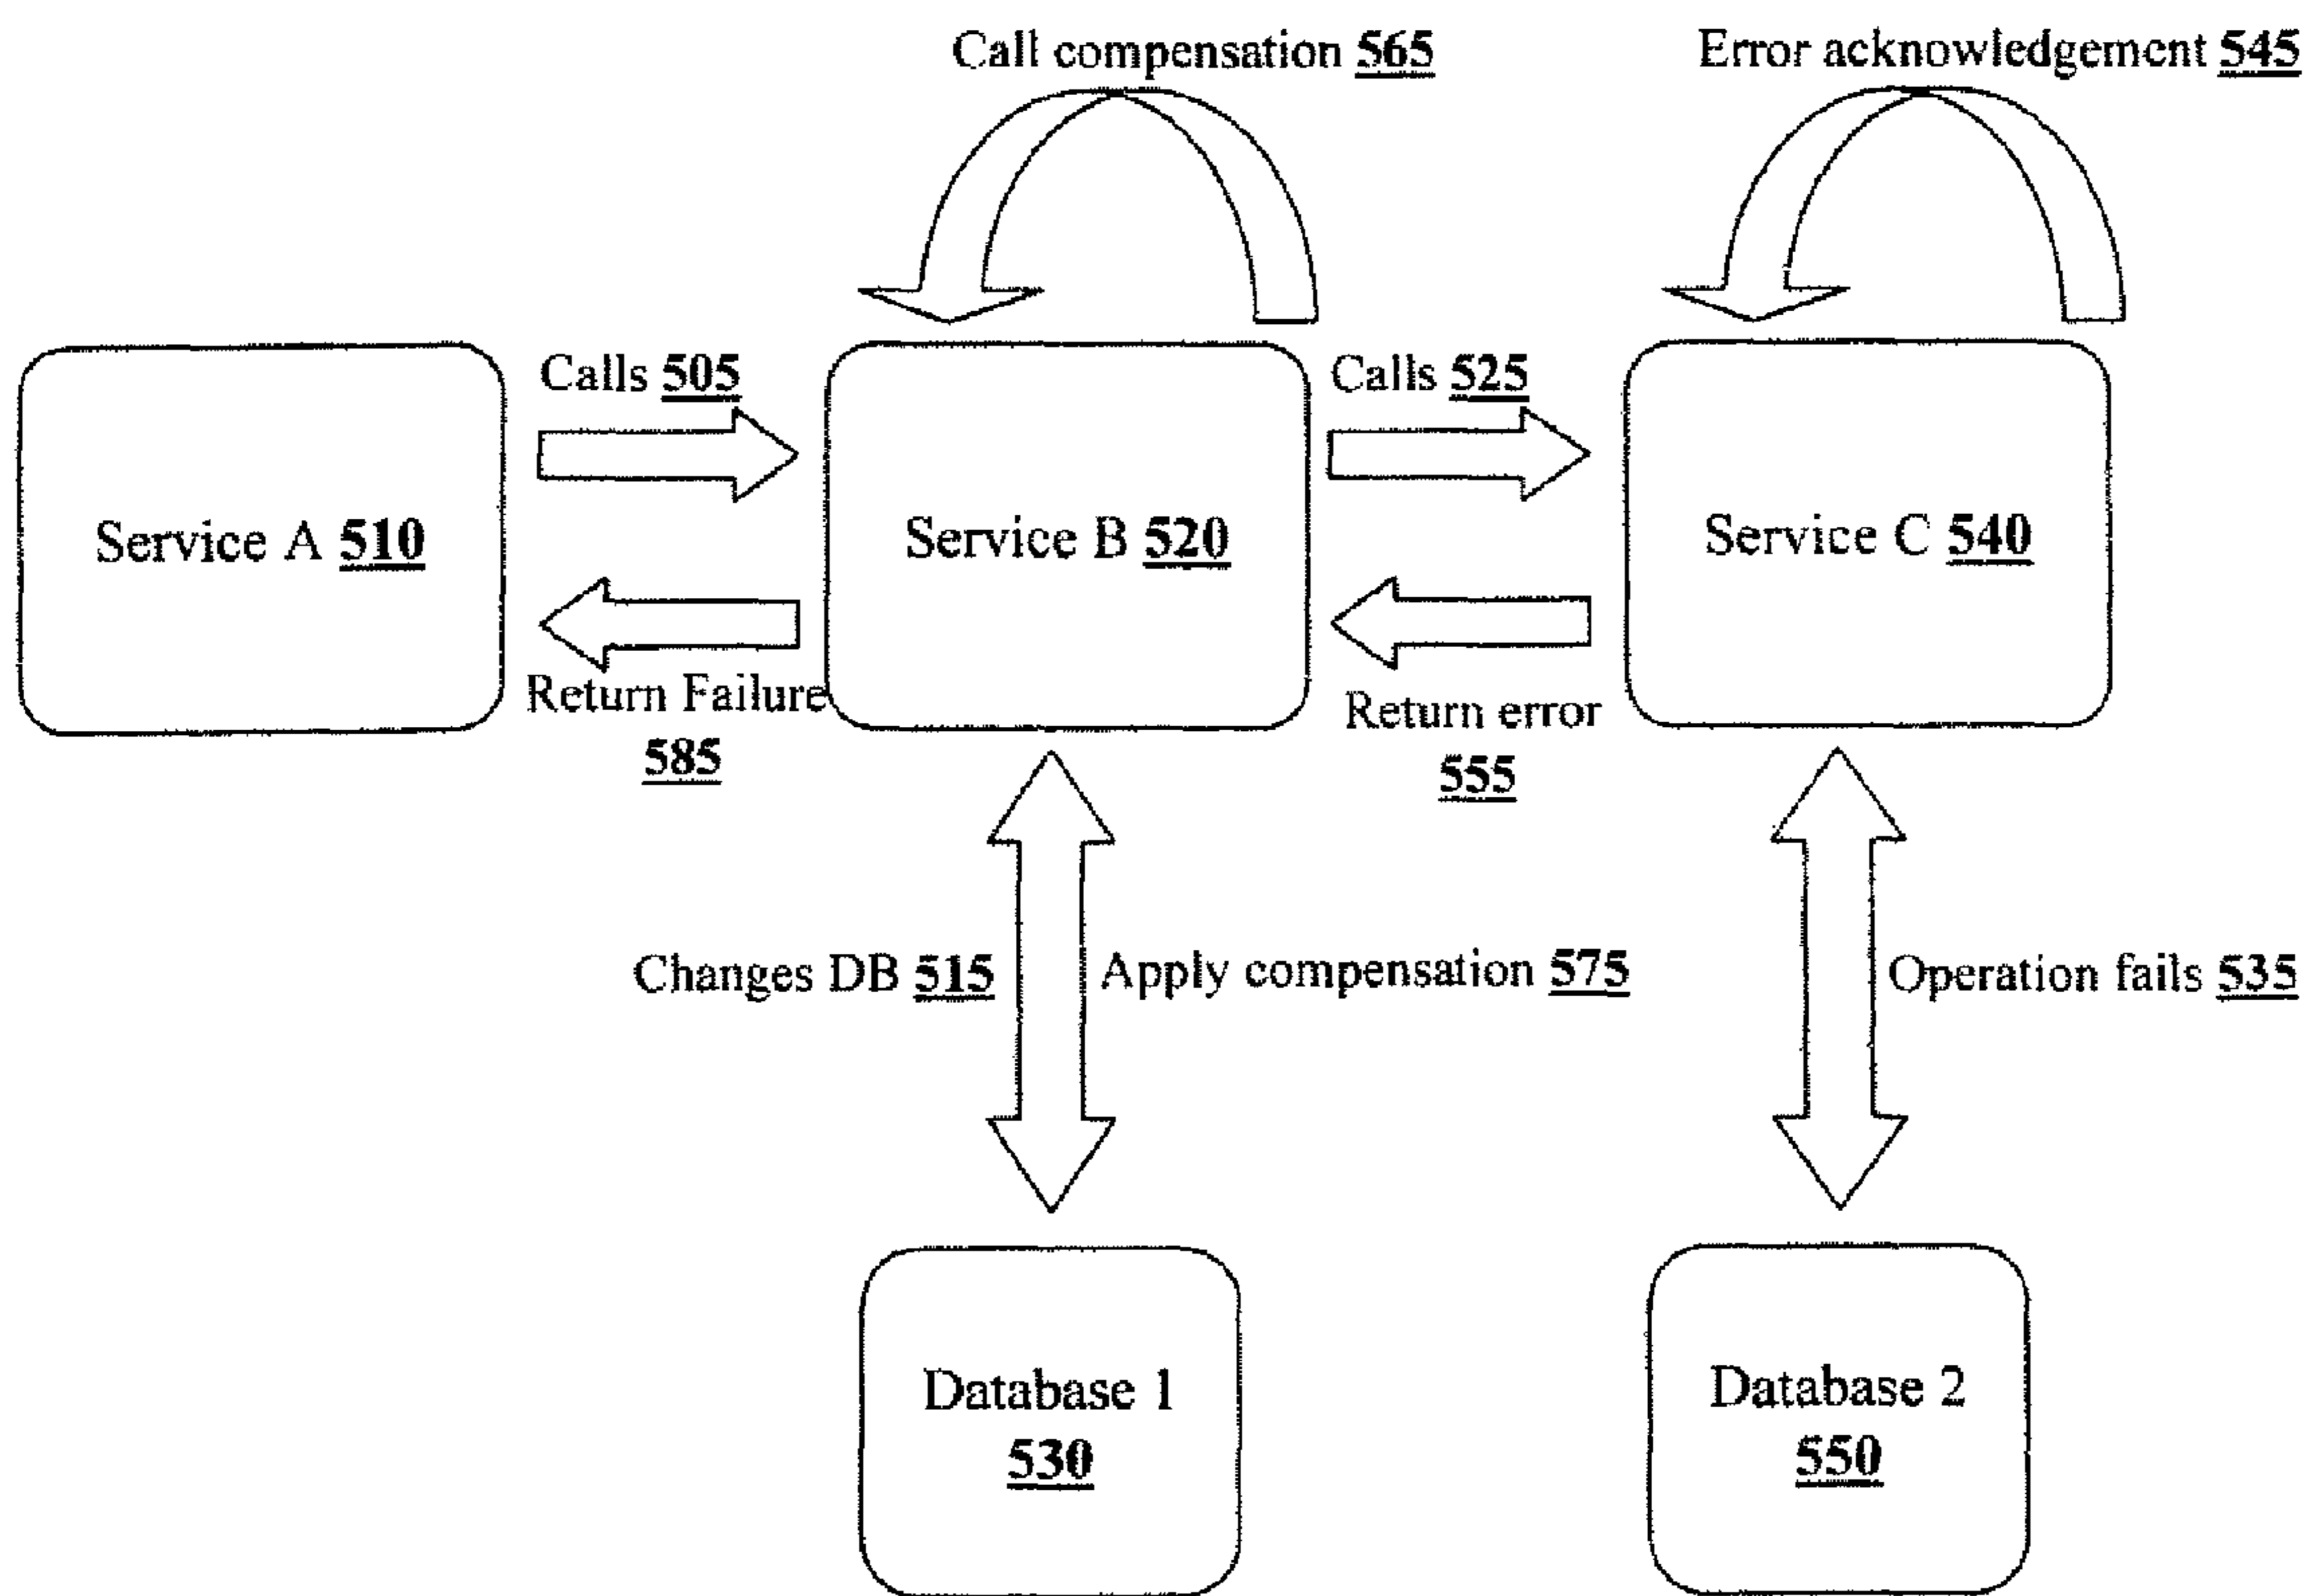 Call compensation 565
Error acknowledgement 545
Calls 505
Calls 525
Service A 510
Service B 520
Service C 540
Return Failure
585
Return error
555
Changes DB 515
Apply compensation 575
Operation fails 535
Database 1
530
Database 2
550